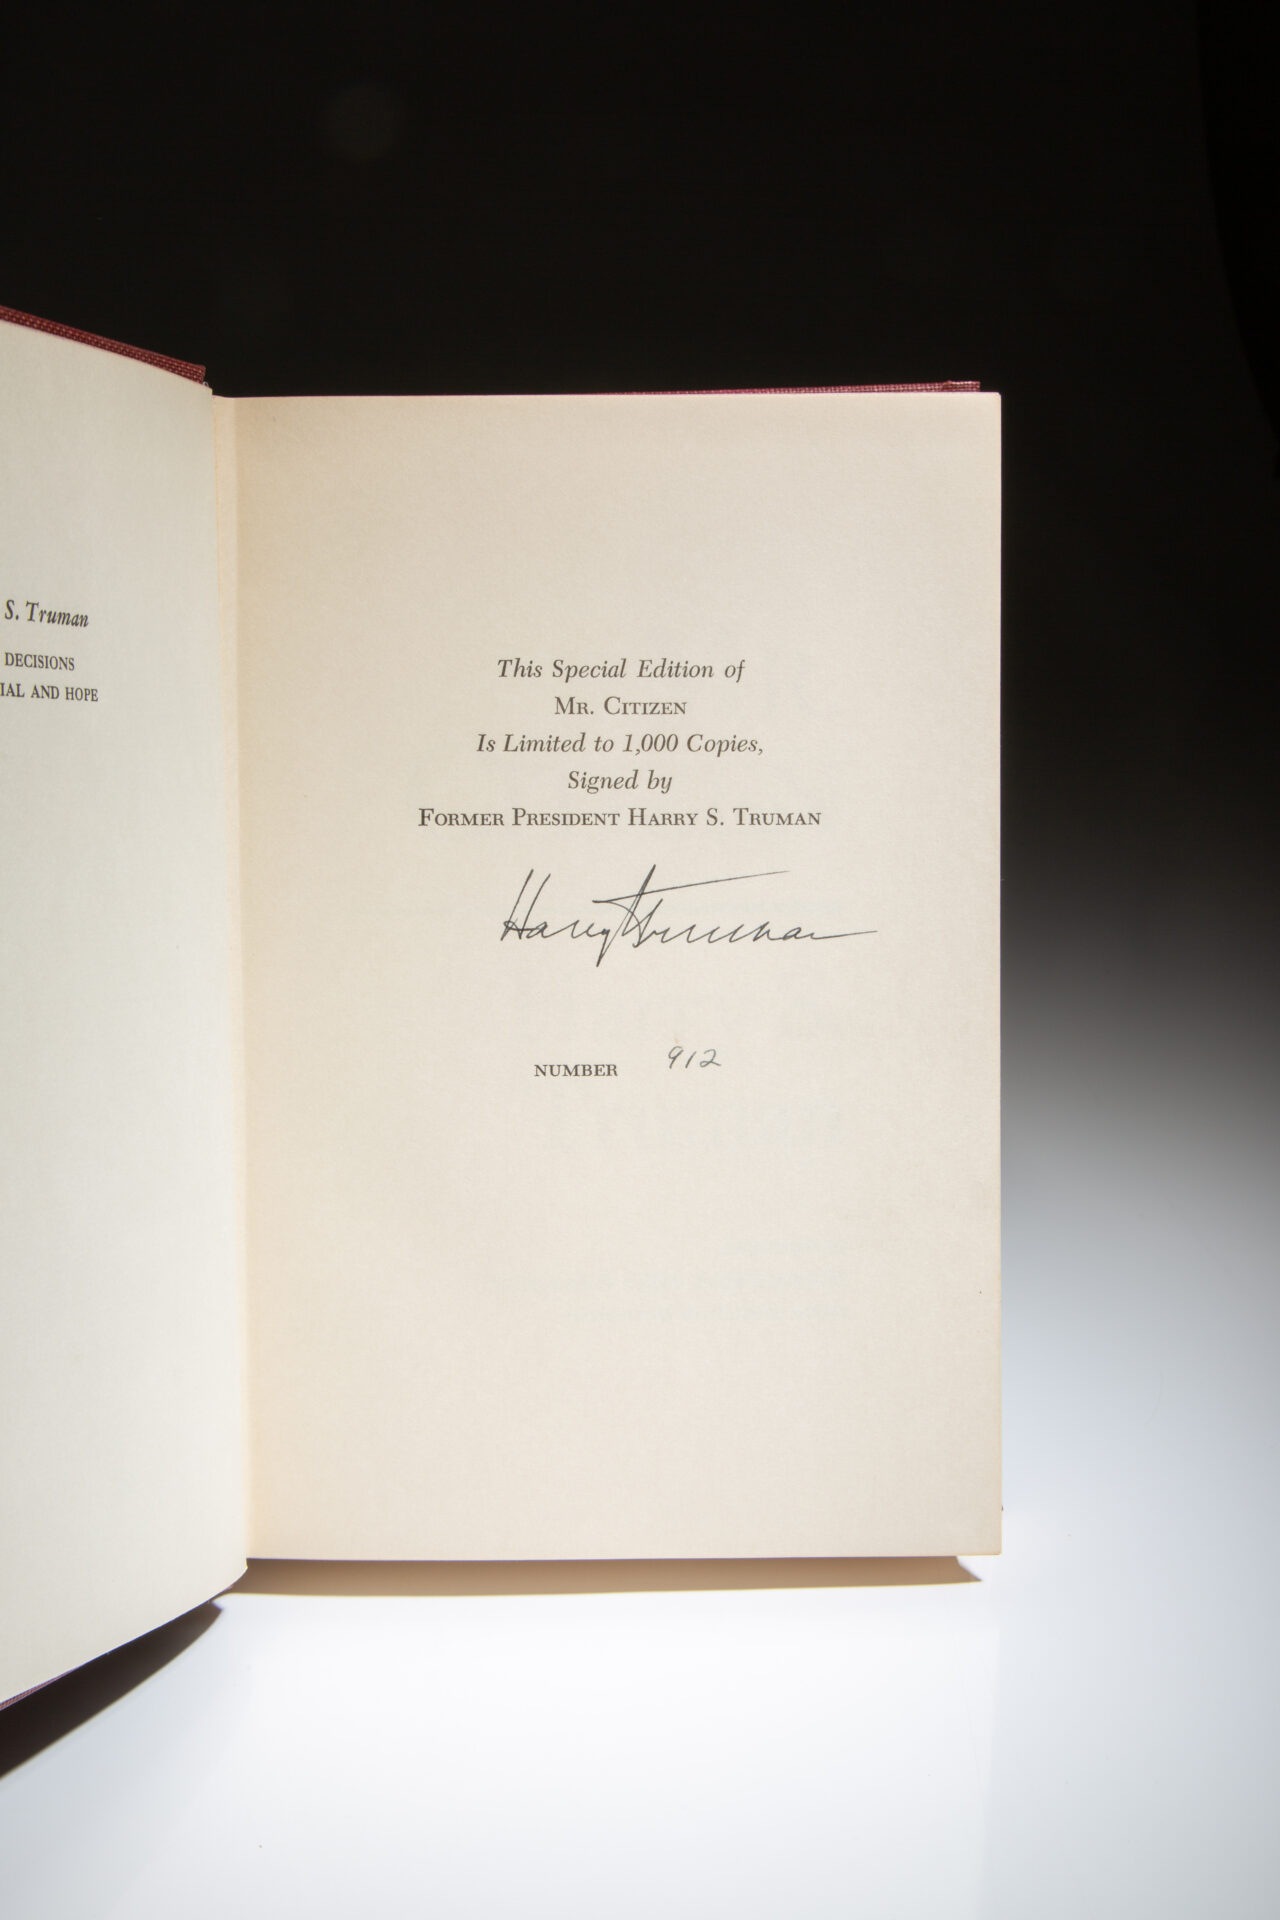 S. Truman
DECISIONS
IAL AND HOPE
This Special Edition of
MR. CITIZEN
Is Limited to 1,000 Copies,
Signed by
FORMER PRESIDENT HARRY S. TRUMAN
Harry Truman
NUMBER 912